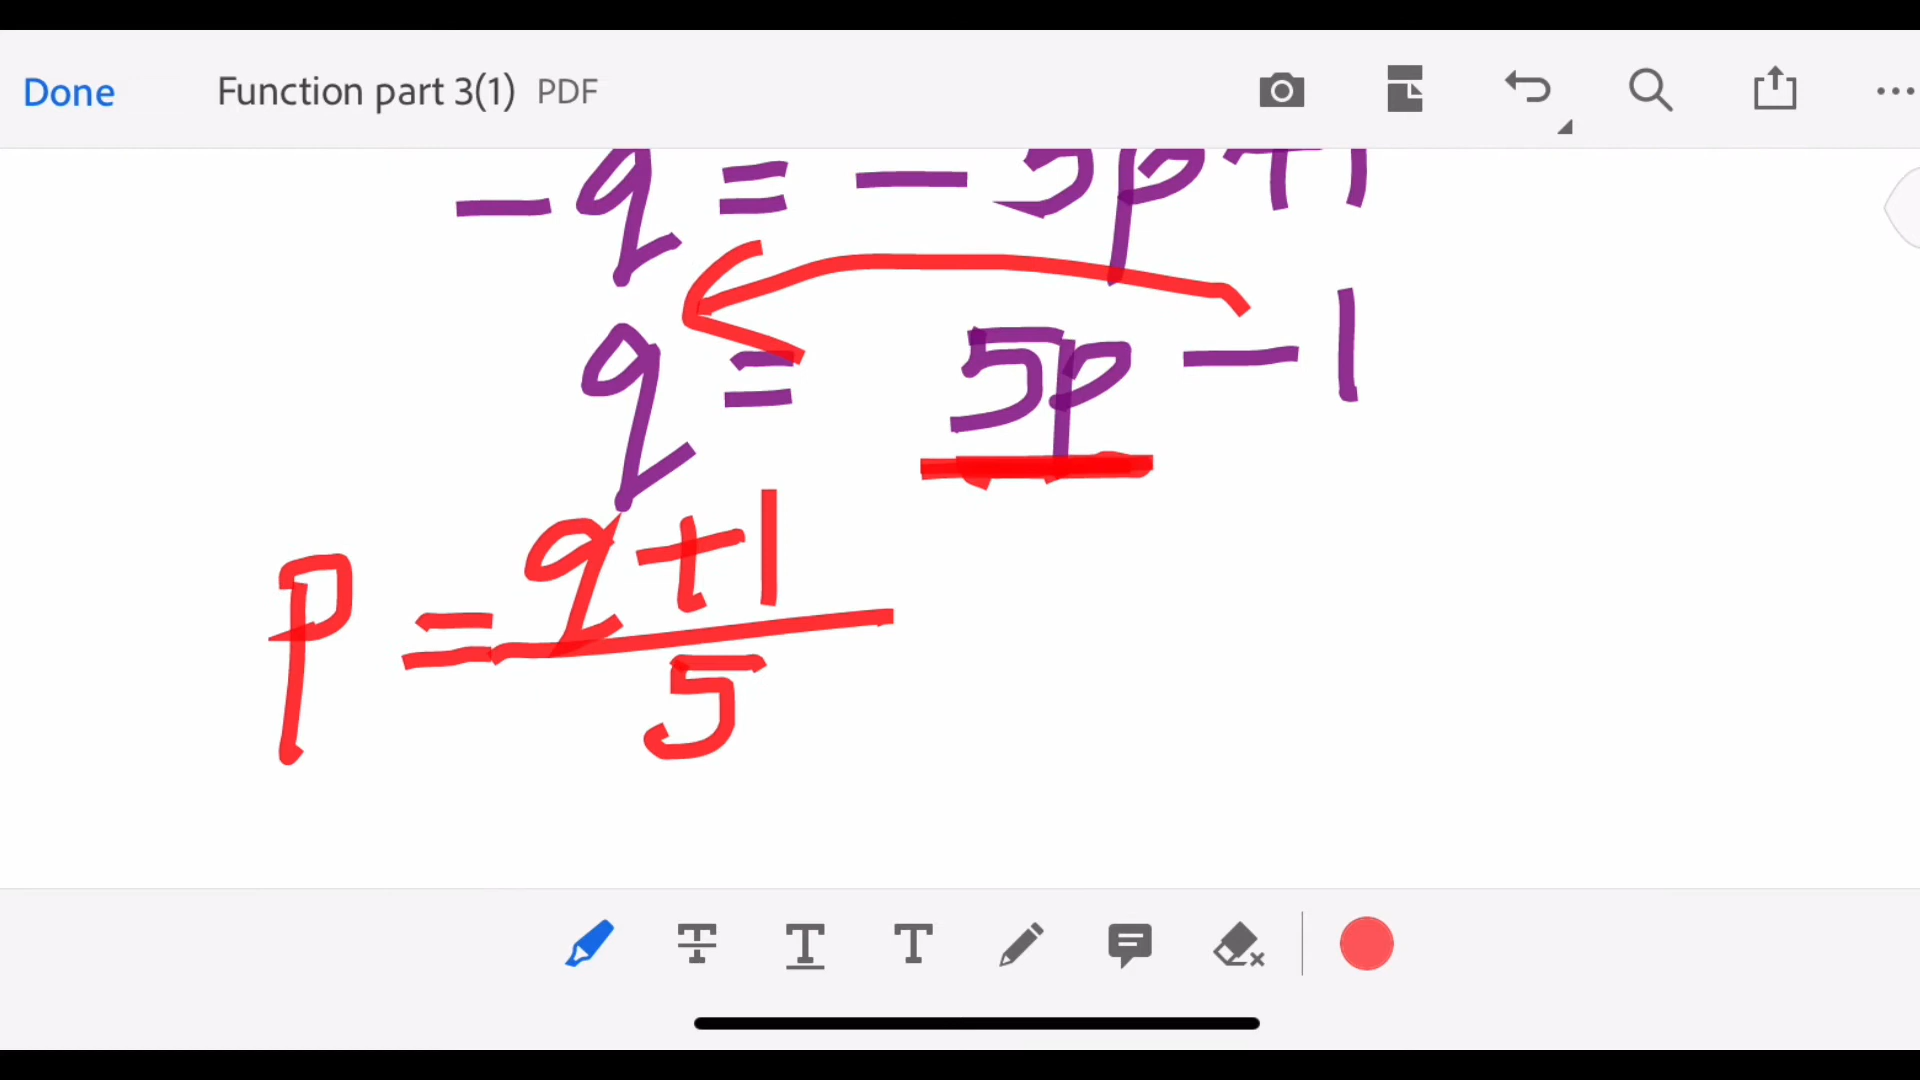 Done Function part 3(1) PDF
-q = -5p+1
q = 5p - 1
p = q+1
5